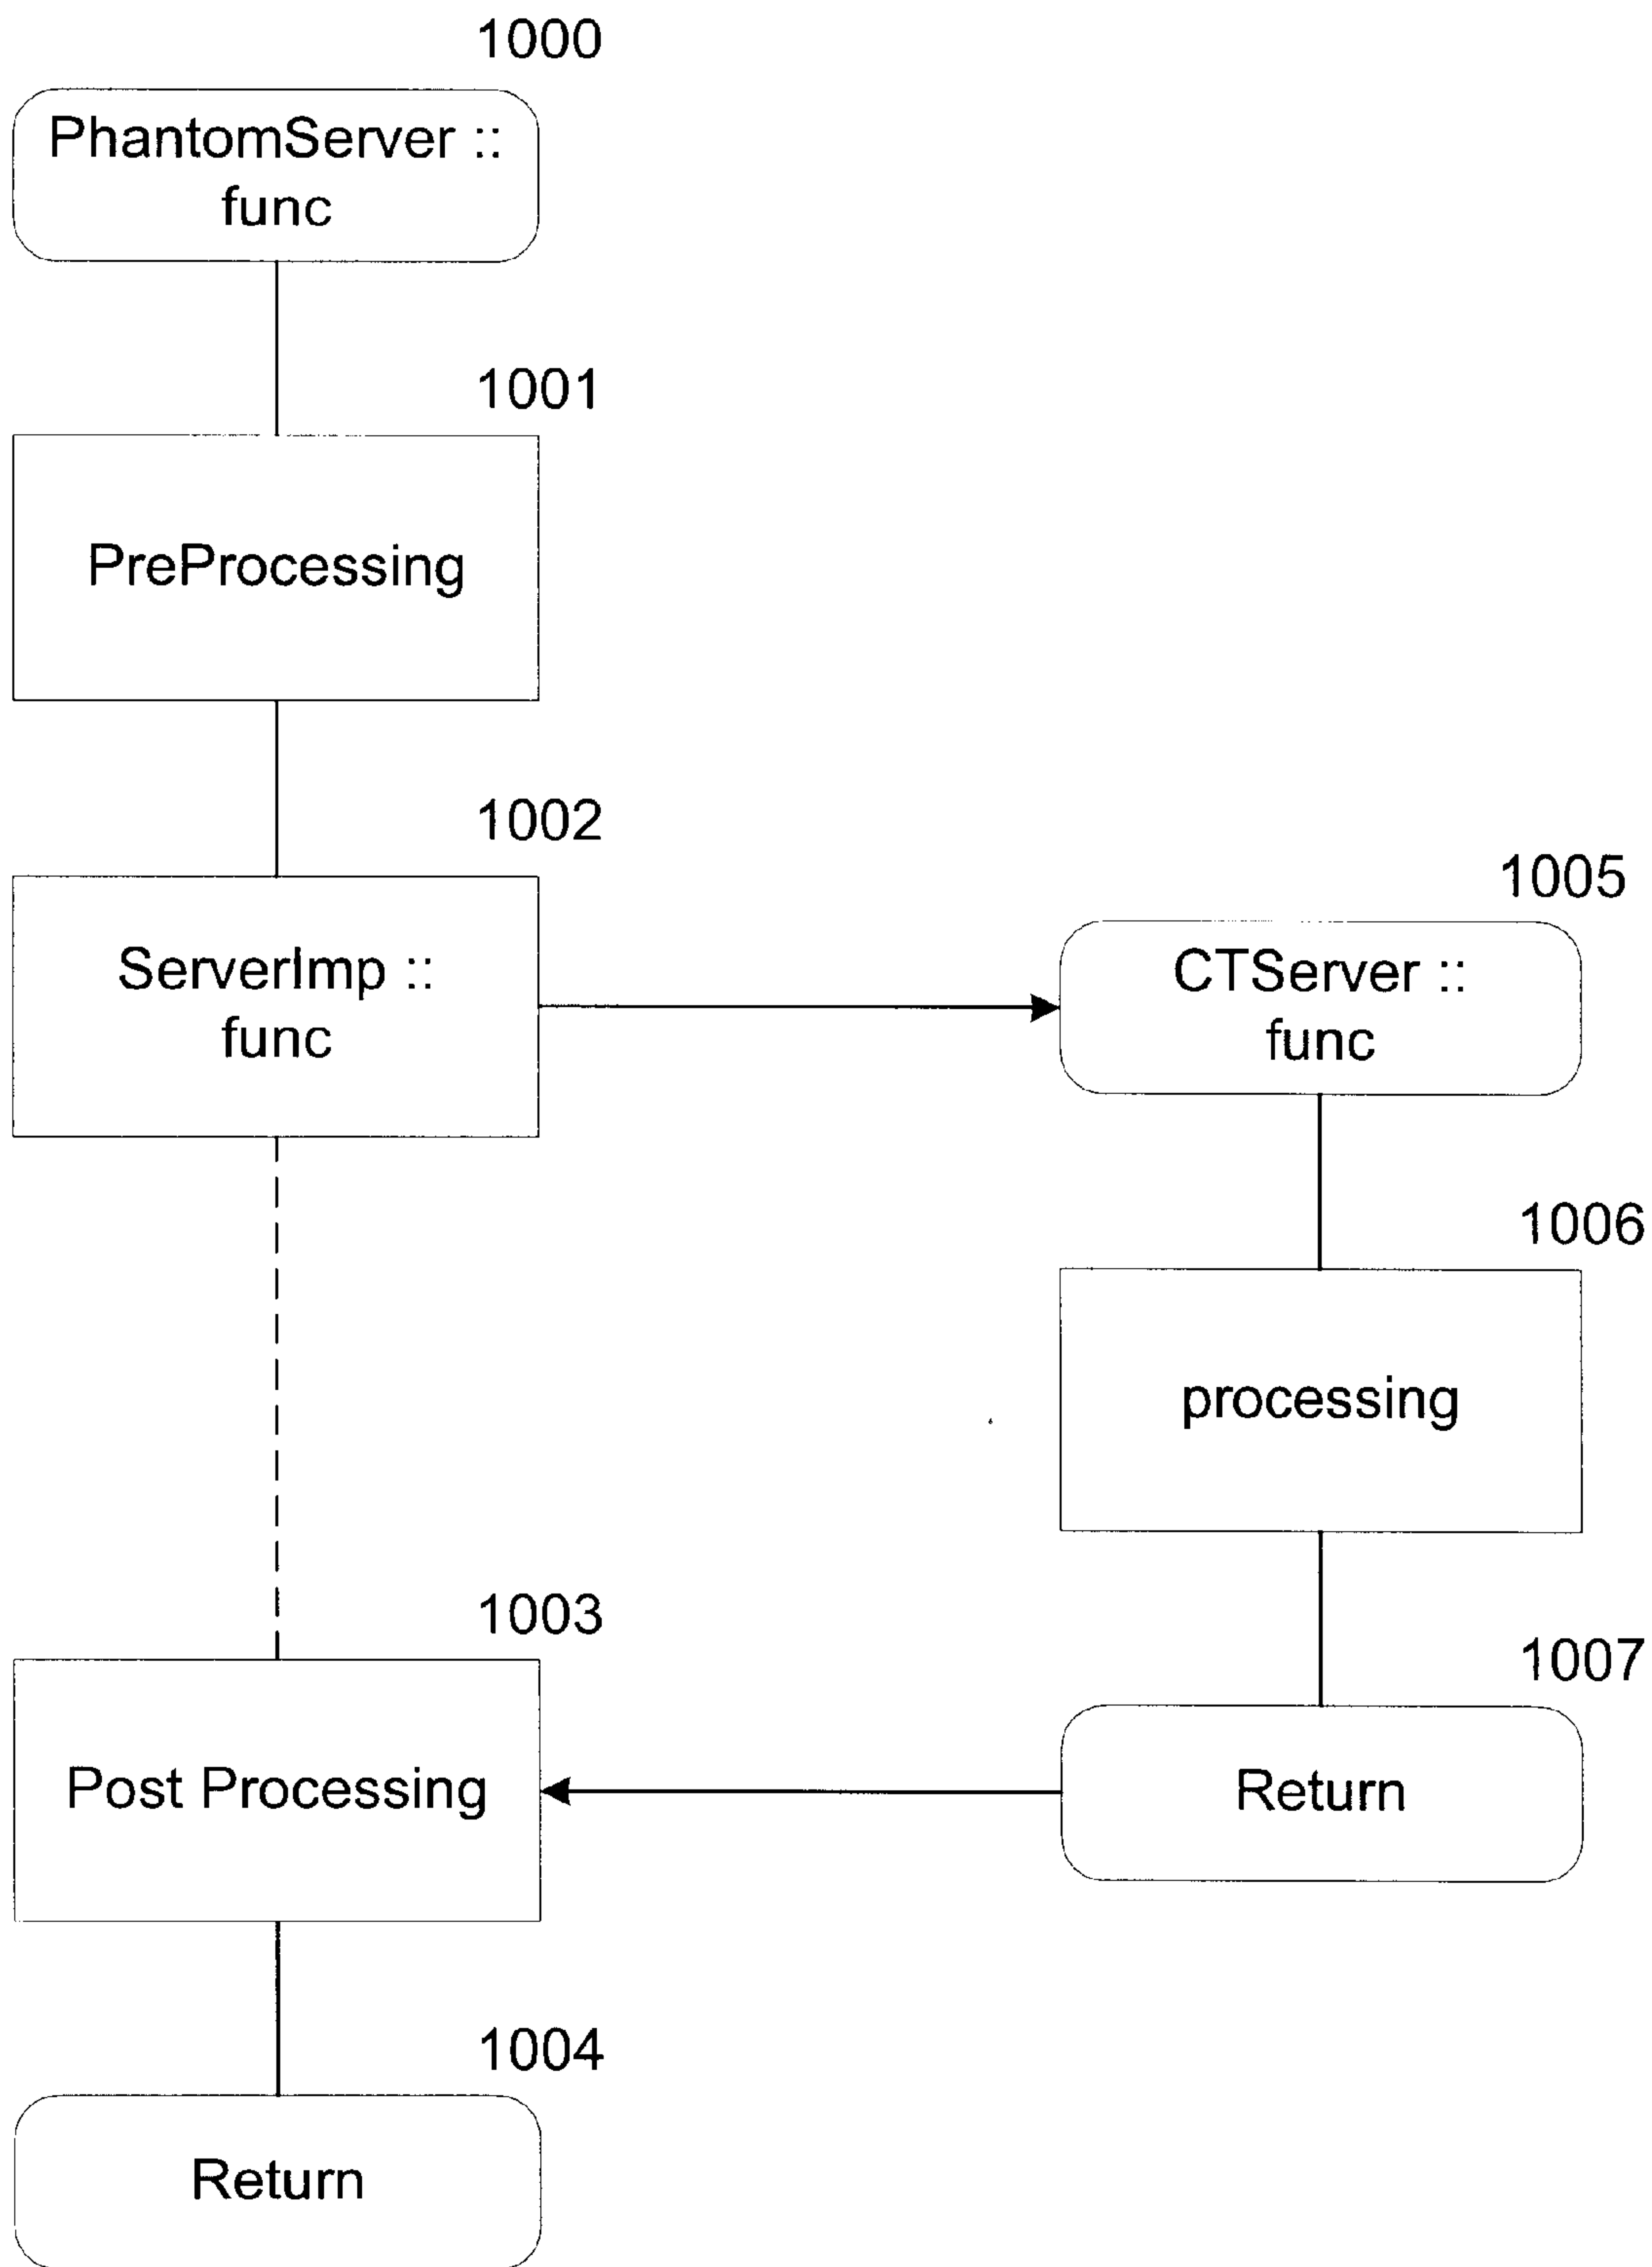 1000
PhantomServer ::
func
1001
PreProcessing
1002
ServerImp ::
func
1005
CTServer ::
func
1006
processing
1003
Post Processing
1007
Return
1004
Return